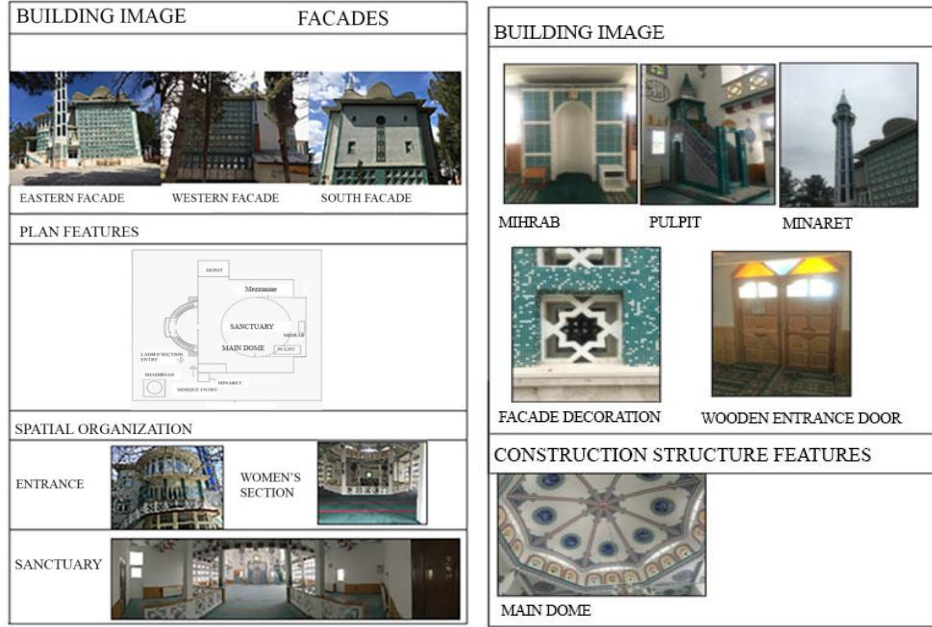 BUILDING IMAGE
FACADES
EASTERN FACADE
WESTERN FACADE
SOUTH FACADE
PLAN FEATURES
DEPOT
Mezzanine
SANCTUARY
MIHRAB
MAIN DOME
PULPIT
LADIES'SECTION
ENTRY
SHADIRVAN
MINARET
MOSQUE ENTRY
SPATIAL ORGANIZATION
ENTRANCE
WOMEN'S
SECTION
SANCTUARY
BUILDING IMAGE
MIHRAB
PULPIT
MINARET
FACADE DECORATION
WOODEN ENTRANCE DOOR
CONSTRUCTION STRUCTURE FEATURES
MAIN DOME